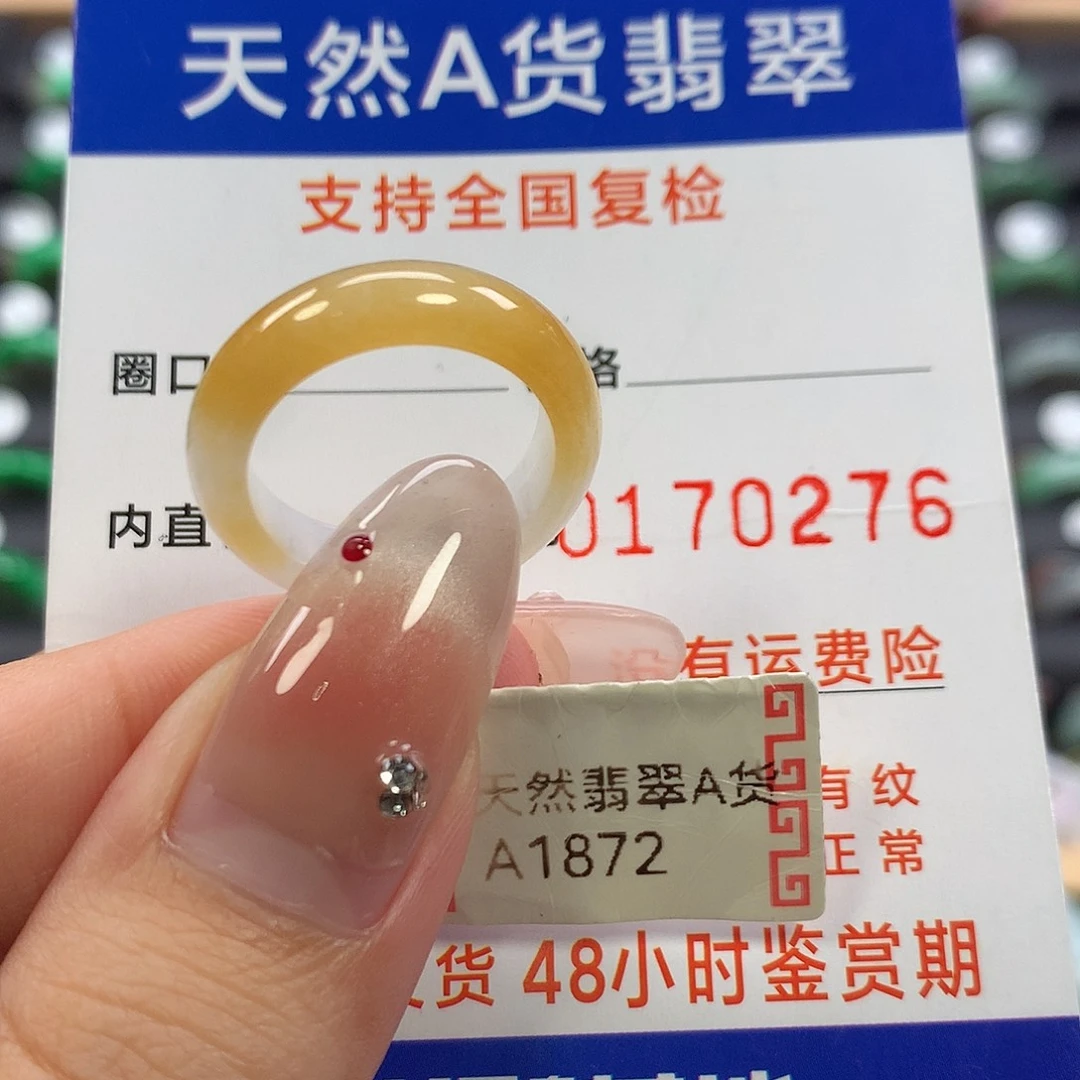 天然A货翡翠
支持全国复检
圈口 格
内直 0170276
没有运费险
天然翡翠A货 有纹
A1872 正常
货 48小时鉴赏期